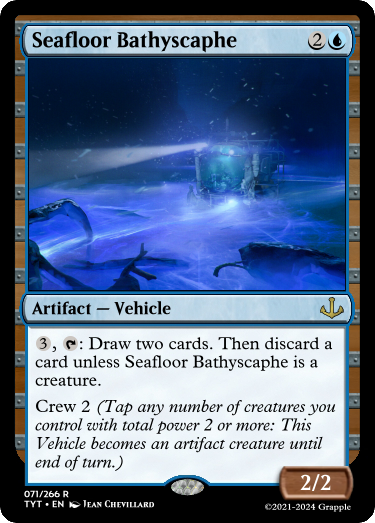 Seafloor Bathyscaphe 2
Artifact — Vehicle
3, : Draw two cards. Then discard a
card unless Seafloor Bathyscaphe is a
creature.
Crew 2 (Tap any number of creatures you
control with total power 2 or more: This
Vehicle becomes an artifact creature until
end of turn.)
2/2
071/266 R
TYT • EN Jean Chevillard
©2021-2024 Grapple